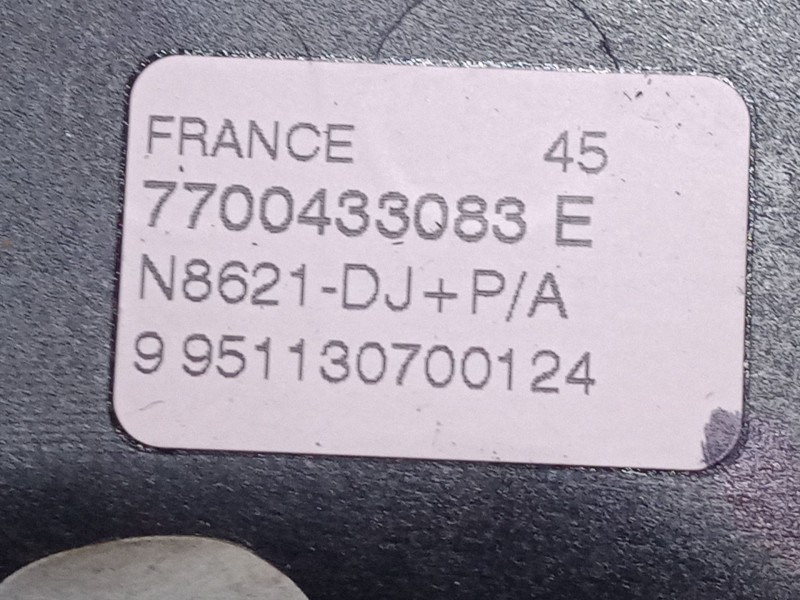 FRANCE 45
7700433083 E
N8621-DJ+P/A
9 951130700124